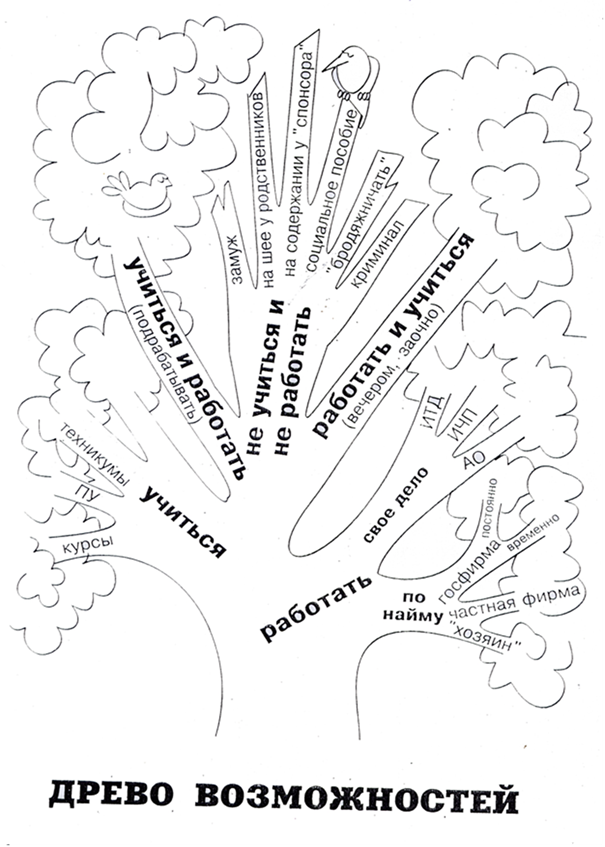 замуж
на шее у родственников
на содержании у "спонсора"
социальное пособие
"бродяжничать"
криминал
учиться и работать
(подрабатывать)
не учиться и
не работать
работать и учиться
(вечером, заочно)
техникумы
ПУ
курсы
учиться
ИТД
ИЧП
АО
свое дело
работать
по
найму
госфирма
постоянно
временно
частная фирма
"хозяин"
ДРЕВО ВОЗМОЖНОСТЕЙ